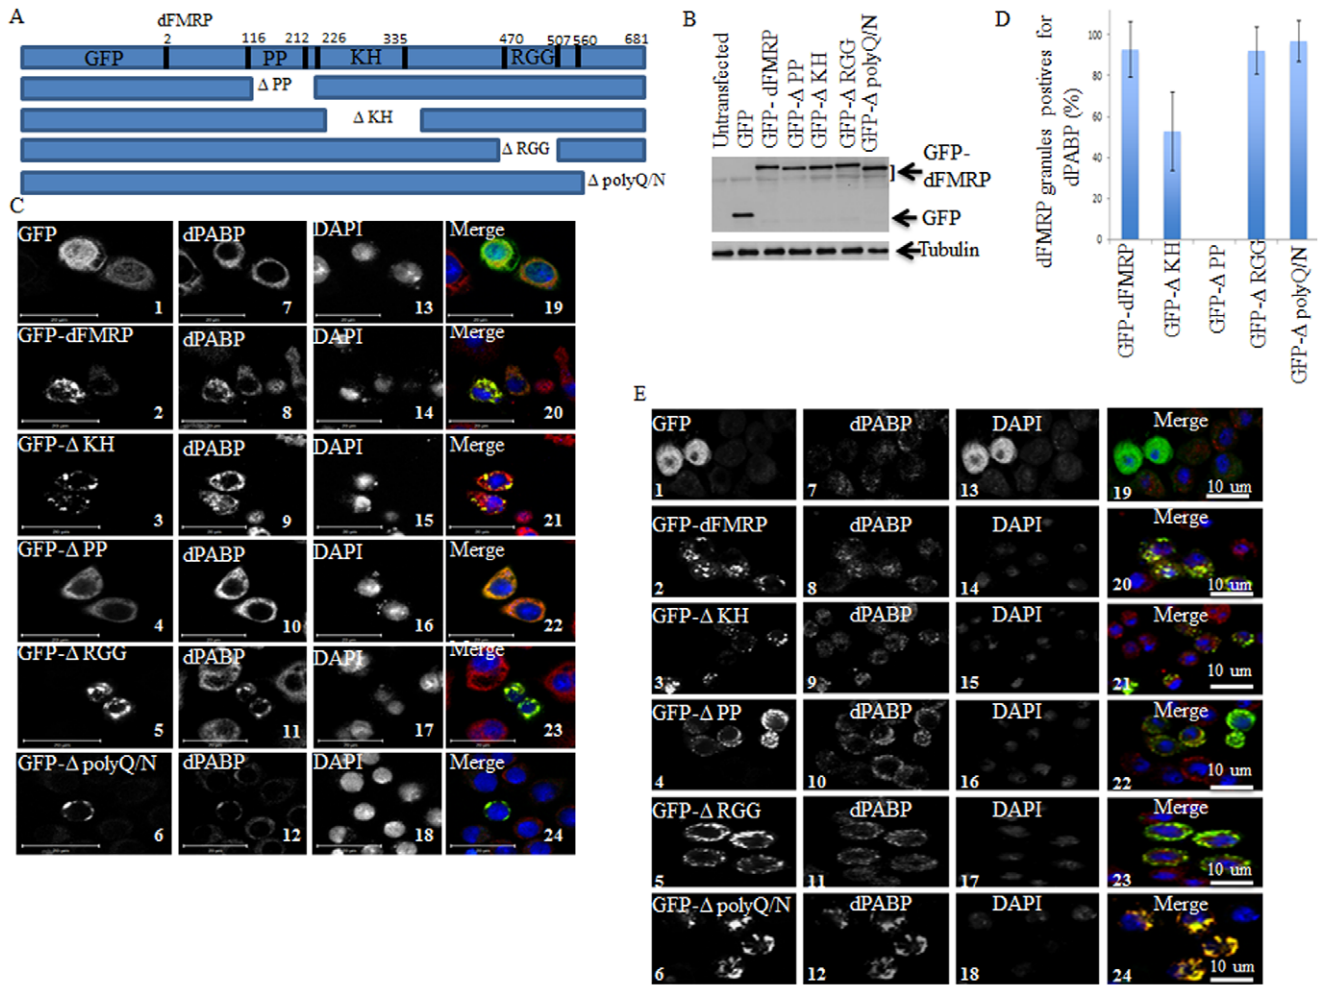 A
dFMRP
2 116 212 226 335 470 507 560 681
GFP PP KH RGG
Δ PP
Δ KH
Δ RGG
Δ polyQ/N
B
Untransfected
GFP
GFP- dFMRP
GFP-Δ PP
GFP-Δ KH
GFP-Δ RGG
GFP-Δ polyQ/N
GFP-
dFMRP
GFP
Tubulin
C
GFP dPABP DAPI Merge
1 7 13 19
GFP-dFMRP dPABP DAPI Merge
2 8 14 20
GFP-Δ KH dPABP DAPI Merge
3 9 15 21
GFP-Δ PP dPABP DAPI Merge
4 10 16 22
GFP-Δ RGG dPABP DAPI Merge
5 11 17 23
GFP-Δ polyQ/N dPABP DAPI Merge
6 12 18 24
D
dFMRP granules postives for
dPABP (%)
100
80
60
40
20
0
GFP-dFMRP
GFP-Δ KH
GFP-Δ PP
GFP-Δ RGG
GFP-Δ polyQ/N
E
GFP dPABP DAPI Merge
1 7 13 19 10 um
GFP-dFMRP dPABP DAPI Merge
2 8 14 20 10 um
GFP-Δ KH dPABP DAPI Merge
3 9 15 21 10 um
GFP-Δ PP dPABP DAPI Merge
4 10 16 22 10 um
GFP-Δ RGG dPABP DAPI Merge
5 11 17 23 10 um
GFP-Δ polyQ/N dPABP DAPI Merge
6 12 18 24 10 um